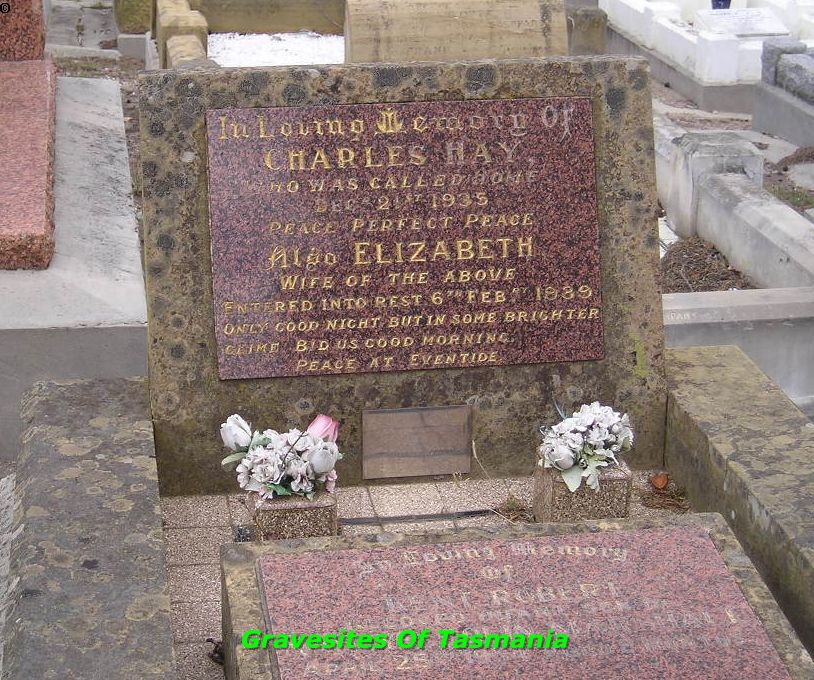 In Loving Memory Of
CHARLES HAY,
WHO WAS CALLED HOME
DEC. 21ST 1935
PEACE PERFECT PEACE
Also ELIZABETH
WIFE OF THE ABOVE
ENTERED INTO REST 6TH FEB. 1939
ONLY GOOD NIGHT, BUT IN SOME BRIGHTER
CLIME BID US GOOD MORNING.
PEACE AT EVENTIDE.
In Loving Memory
Of
ROBERT
APRIL 25
Gravesites Of Tasmania